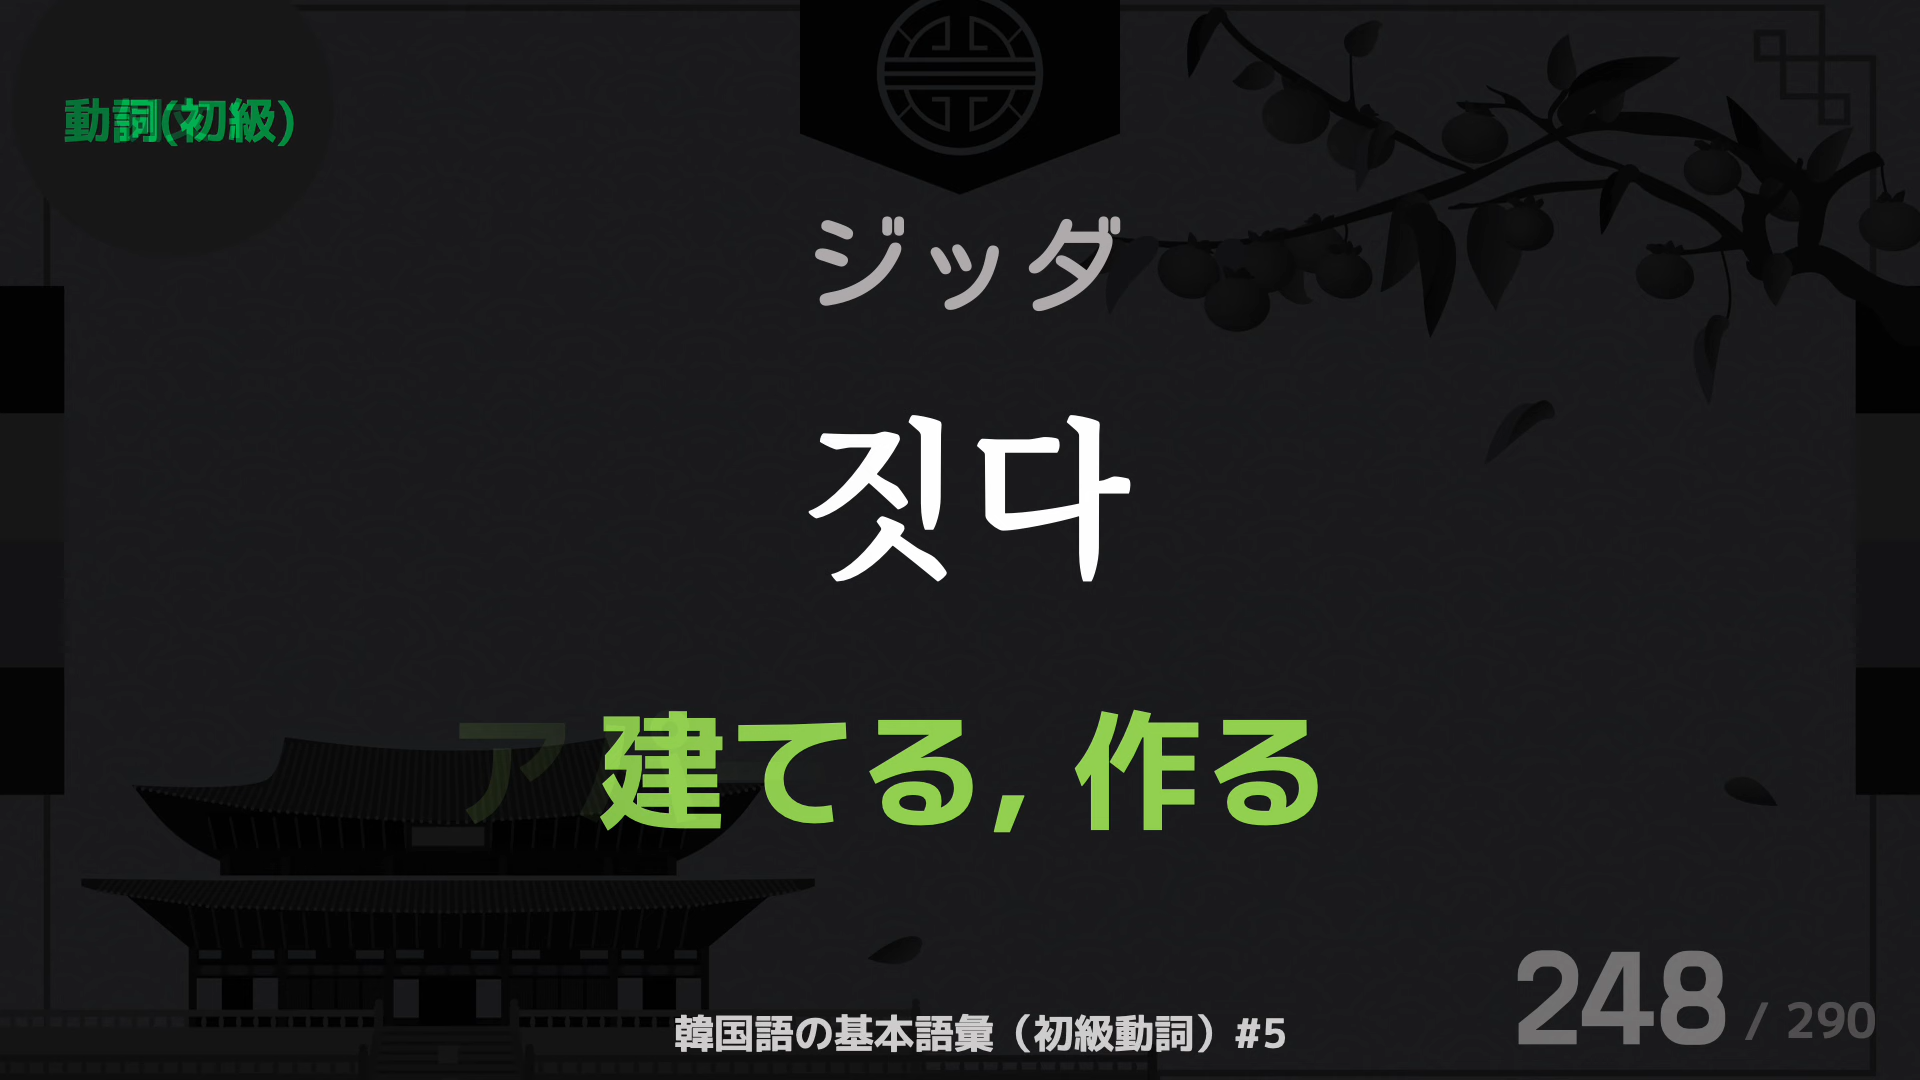 動詞(初級)
ジッダ
짓다
建てる, 作る
248 / 290
韓国語の基本語彙（初級動詞）#5